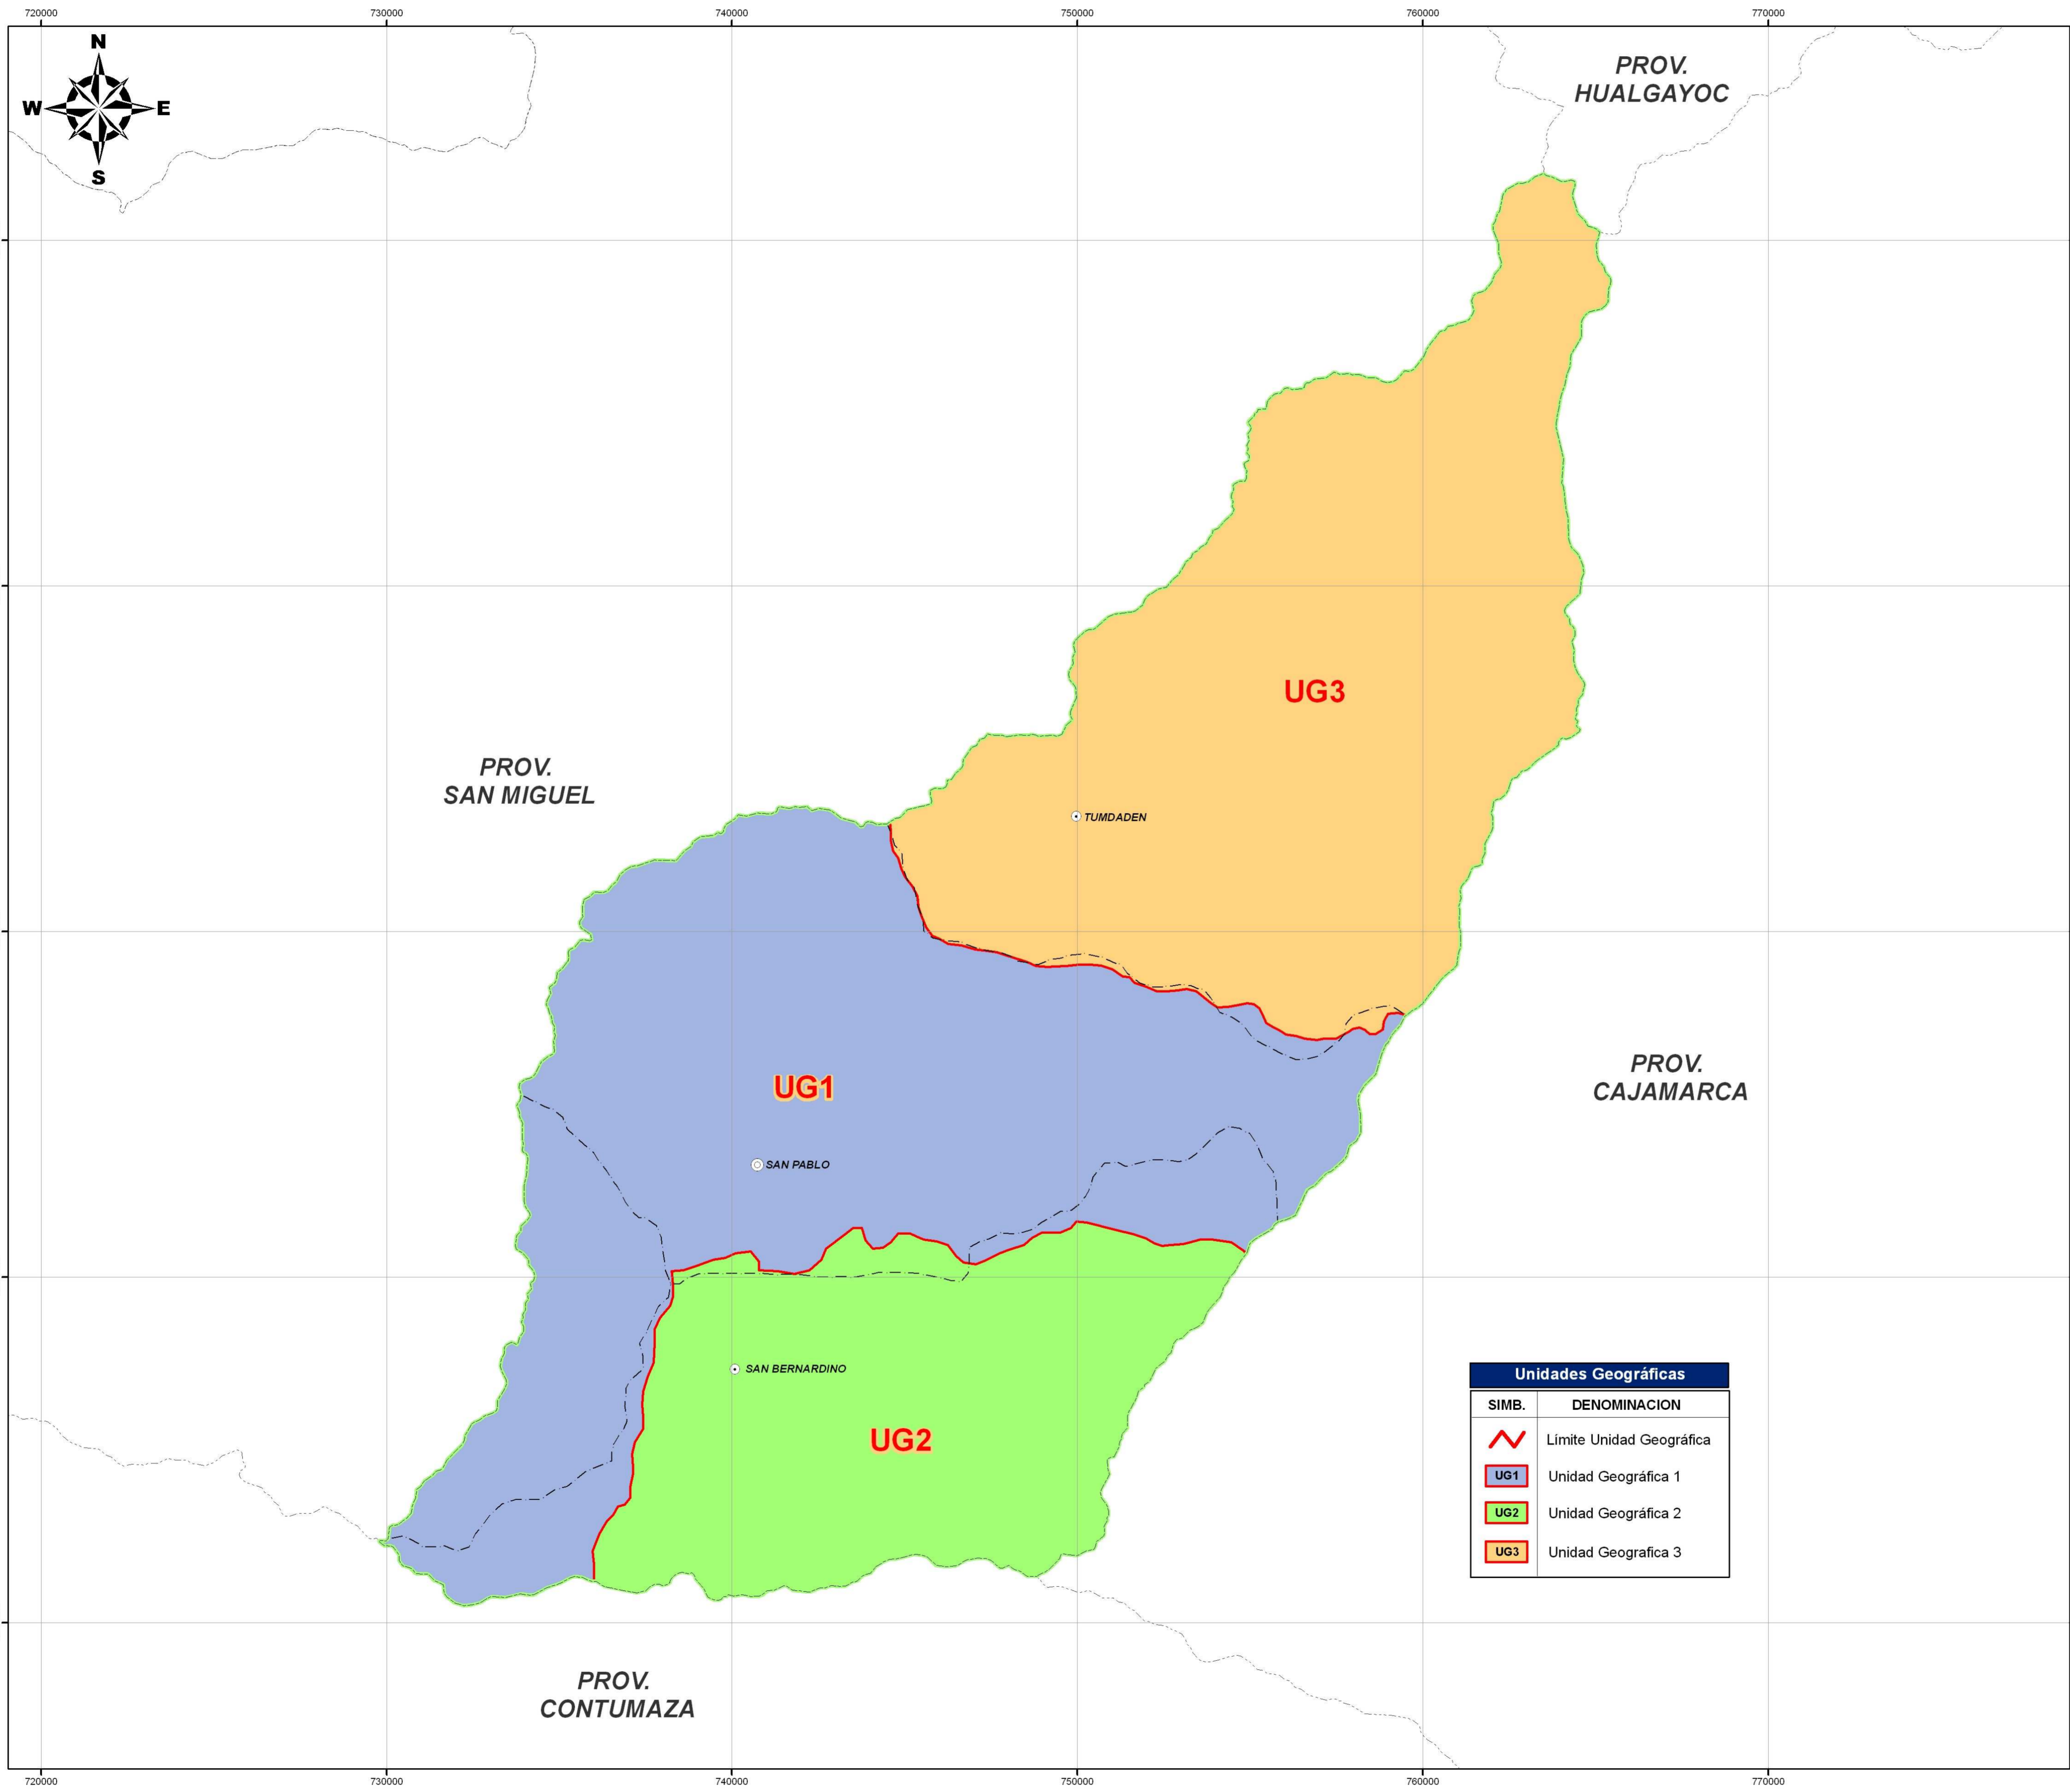 720000 730000 740000 750000 760000 770000
N
W E
S
PROV.
HUALGAYOC
UG3
PROV.
SAN MIGUEL
TUMDADEN
PROV.
CAJAMARCA
UG1
SAN PABLO
SAN BERNARDINO
UG2
Unidades Geográficas
SIMB. DENOMINACION
Límite Unidad Geográfica
UG1 Unidad Geográfica 1
UG2 Unidad Geográfica 2
UG3 Unidad Geografica 3
PROV.
CONTUMAZA
720000 730000 740000 750000 760000 770000